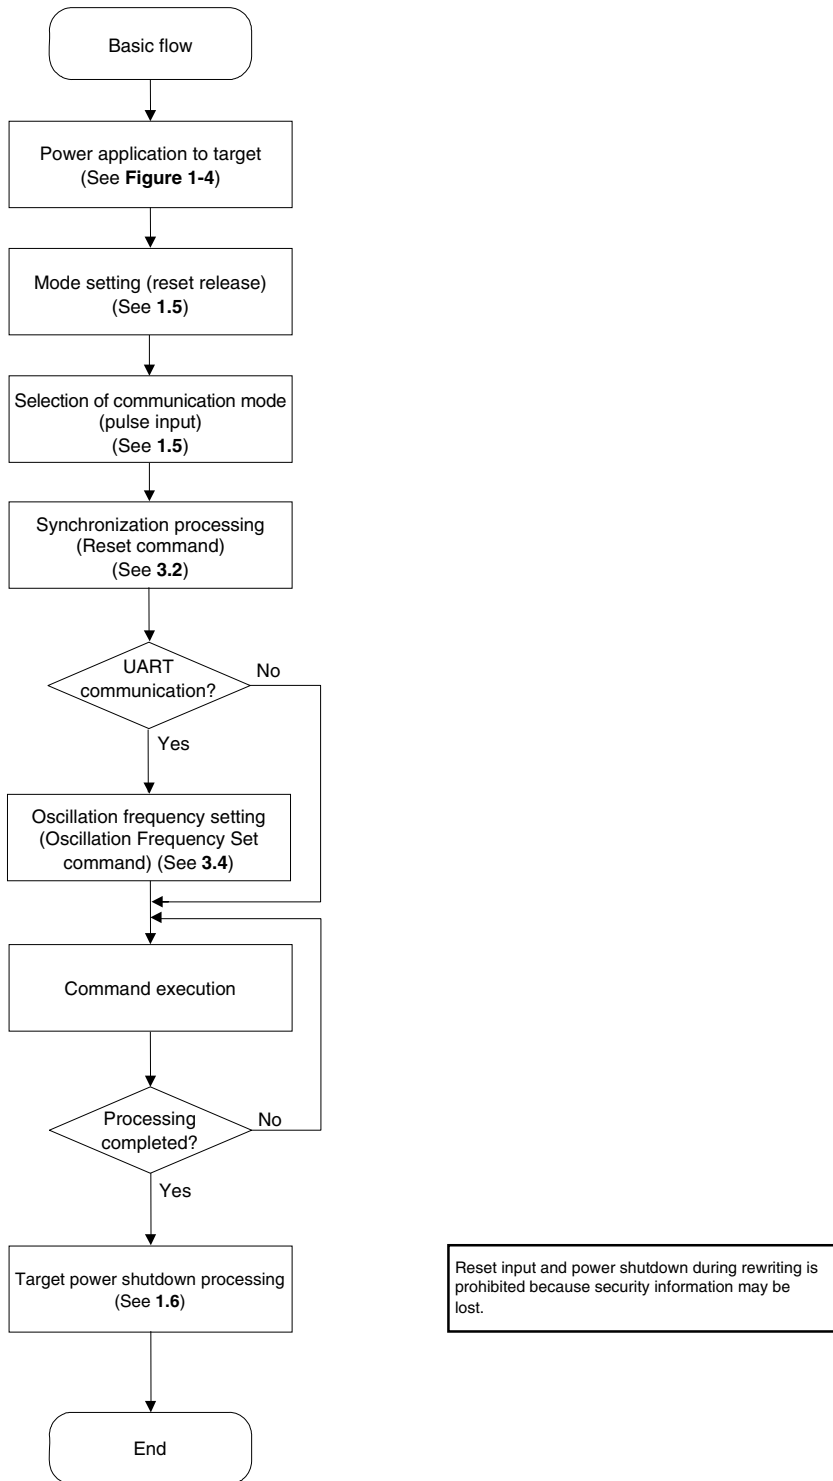 Basic flow
Power application to target
(See Figure 1-4)
Mode setting (reset release)
(See 1.5)
Selection of communication mode
(pulse input)
(See 1.5)
Synchronization processing
(Reset command)
(See 3.2)
UART
communication?
No
Yes
Oscillation frequency setting
(Oscillation Frequency Set
command) (See 3.4)
Command execution
Processing
completed?
No
Yes
Target power shutdown processing
(See 1.6)
Reset input and power shutdown during rewriting is
prohibited because security information may be
lost.
End